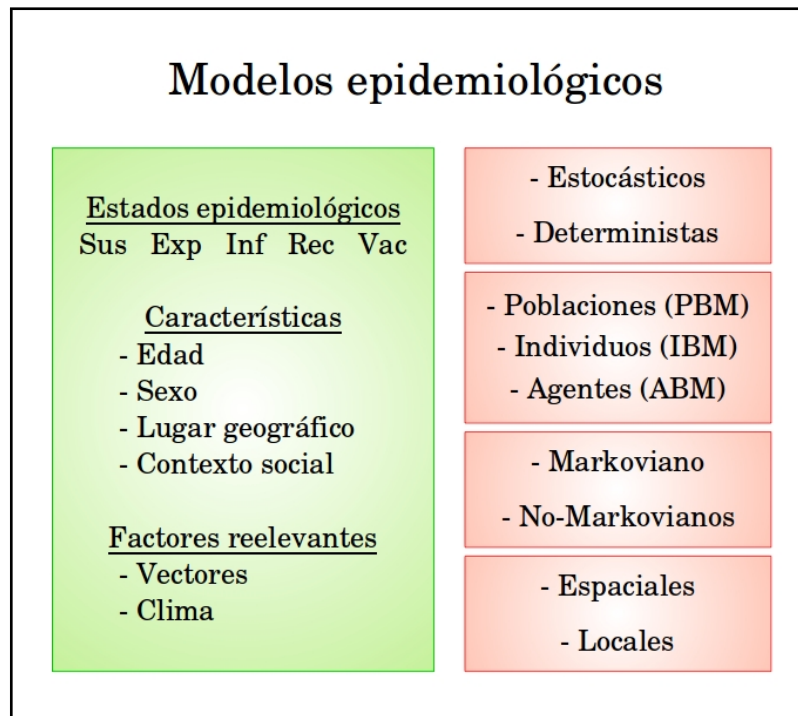 Modelos epidemiológicos
Estados epidemiológicos
Sus Exp Inf Rec Vac
Características
- Edad
- Sexo
- Lugar geográfico
- Contexto social
Factores reelevantes
- Vectores
- Clima
- Estocásticos
- Deterministas
- Poblaciones (PBM)
- Individuos (IBM)
- Agentes (ABM)
- Markoviano
- No-Markovianos
- Espaciales
- Locales